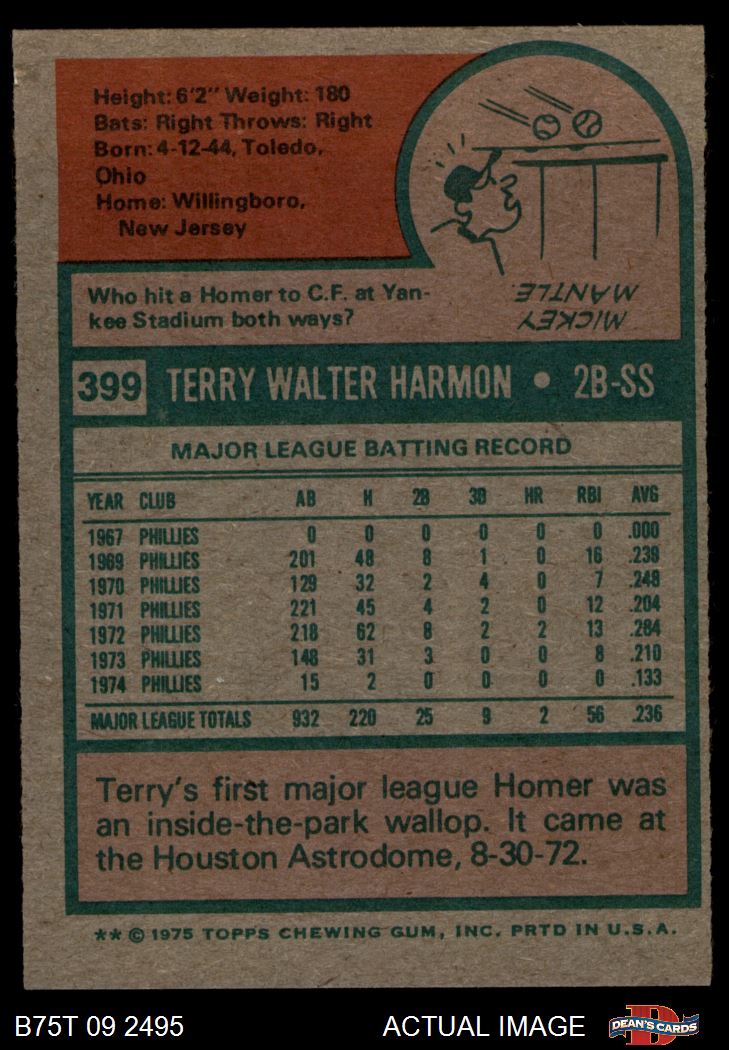 Height: 6'2" Weight: 180
Bats: Right Throws: Right
Born: 4-12-44, Toledo,
Ohio
Home: Willingboro,
New Jersey
Who hit a Homer to C.F. at Yan-
kee Stadium both ways?
MICKEY
MANTLE.
399 TERRY WALTER HARMON • 2B-SS
MAJOR LEAGUE BATTING RECORD
YEAR CLUB AB H 2B 3B HR RBI AVG
1967 PHILLIES 0 0 0 0 0 0 .000
1969 PHILLIES 201 48 8 1 0 16 .239
1970 PHILLIES 129 32 2 4 0 7 .248
1971 PHILLIES 221 45 4 2 0 12 .204
1972 PHILLIES 218 62 8 2 2 13 .284
1973 PHILLIES 148 31 3 0 0 8 .210
1974 PHILLIES 15 2 0 0 0 0 .133
MAJOR LEAGUE TOTALS 932 220 25 9 2 56 .236
Terry's first major league Homer was
an inside-the-park wallop. It came at
the Houston Astrodome, 8-30-72.
** © 1975 TOPPS CHEWING GUM, INC. PRTD IN U.S.A.
B75T 09 2495 ACTUAL IMAGE D DEAN'S CARDS